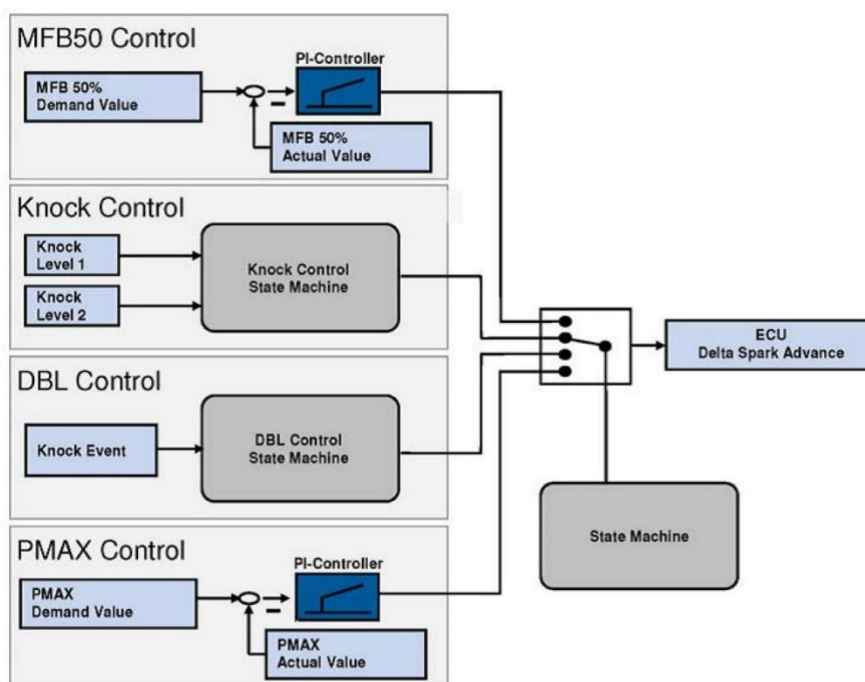 MFB50 Control
PI-Controller
MFB 50%
Demand Value
MFB 50%
Actual Value
Knock Control
Knock
Level 1
Knock
Level 2
Knock Control
State Machine
ECU
Delta Spark Advance
DBL Control
Knock Event
DBL Control
State Machine
State Machine
PMAX Control
PI-Controller
PMAX
Demand Value
PMAX
Actual Value